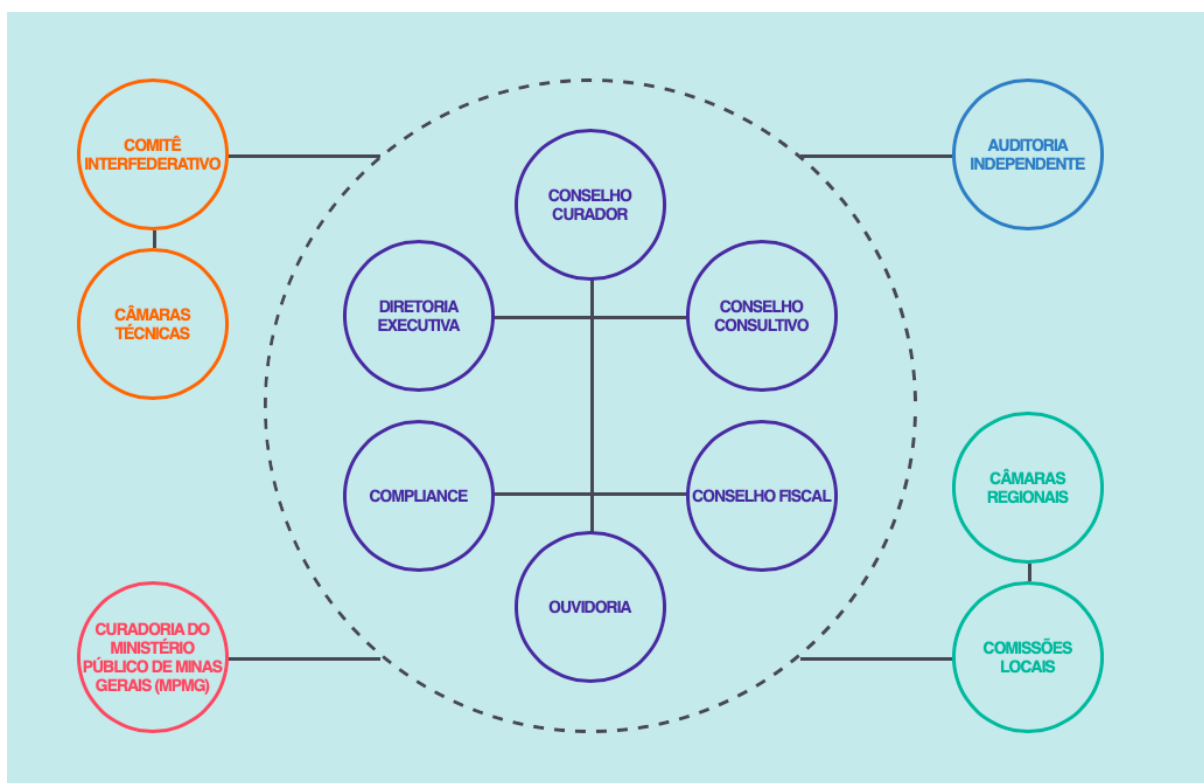 COMITÊ
INTERFEDERATIVO
CÂMARAS
TÉCNICAS
CURADORIA DO
MINISTÉRIO
PÚBLICO DE MINAS
GERAIS (MPMG)
CONSELHO
CURADOR
DIRETORIA
EXECUTIVA
CONSELHO
CONSULTIVO
COMPLIANCE
CONSELHO FISCAL
OUVIDORIA
AUDITORIA
INDEPENDENTE
CÂMARAS
REGIONAIS
COMISSÕES
LOCAIS